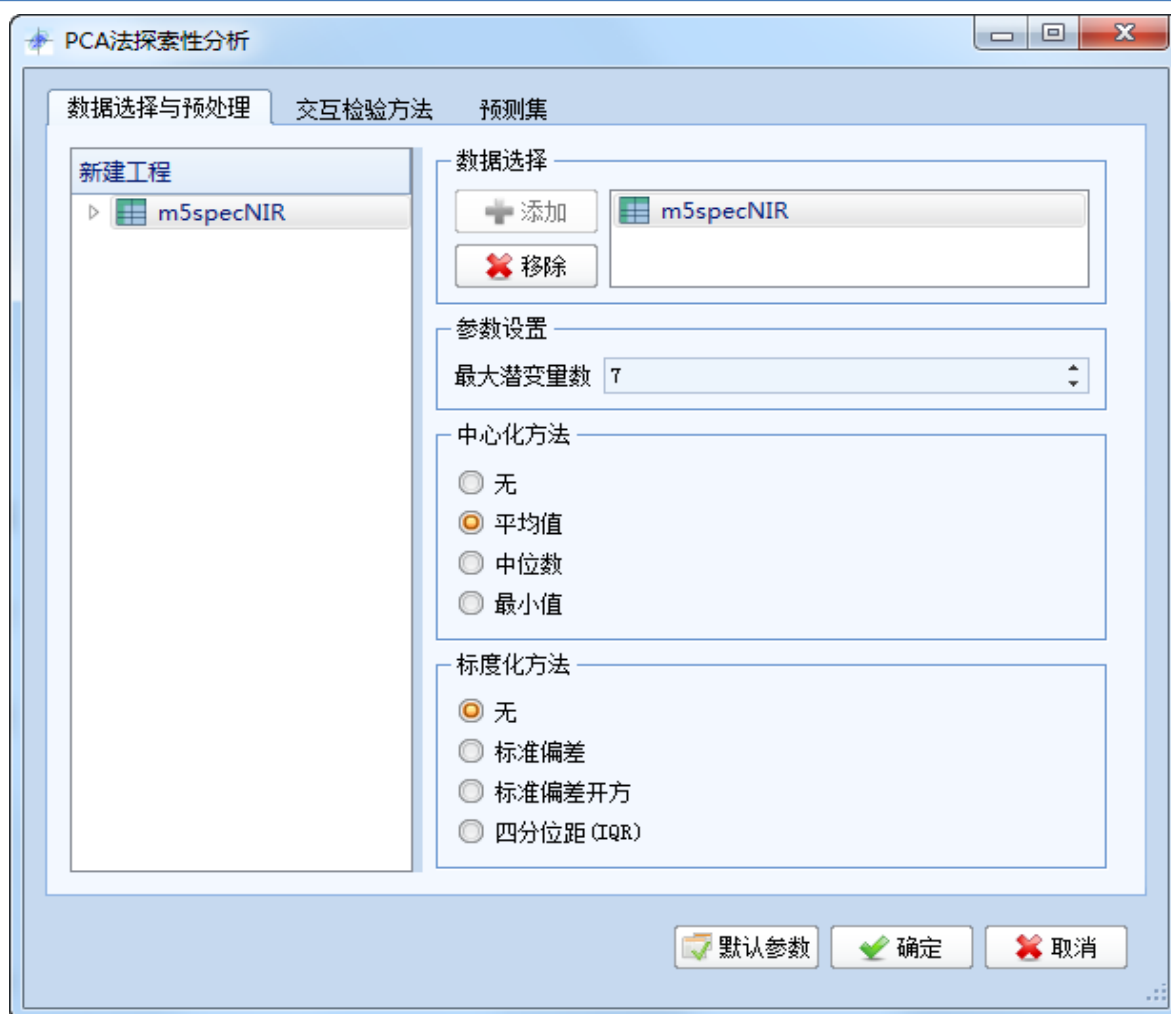 PCA法探索性分析
数据选择与预处理 交互检验方法 预测集
新建工程
m5specNIR
数据选择
添加
m5specNIR
移除
参数设置
最大潜变量数 7
中心化方法
无
平均值
中位数
最小值
标度化方法
无
标准偏差
标准偏差开方
四分位距(IQR)
默认参数 确定 取消